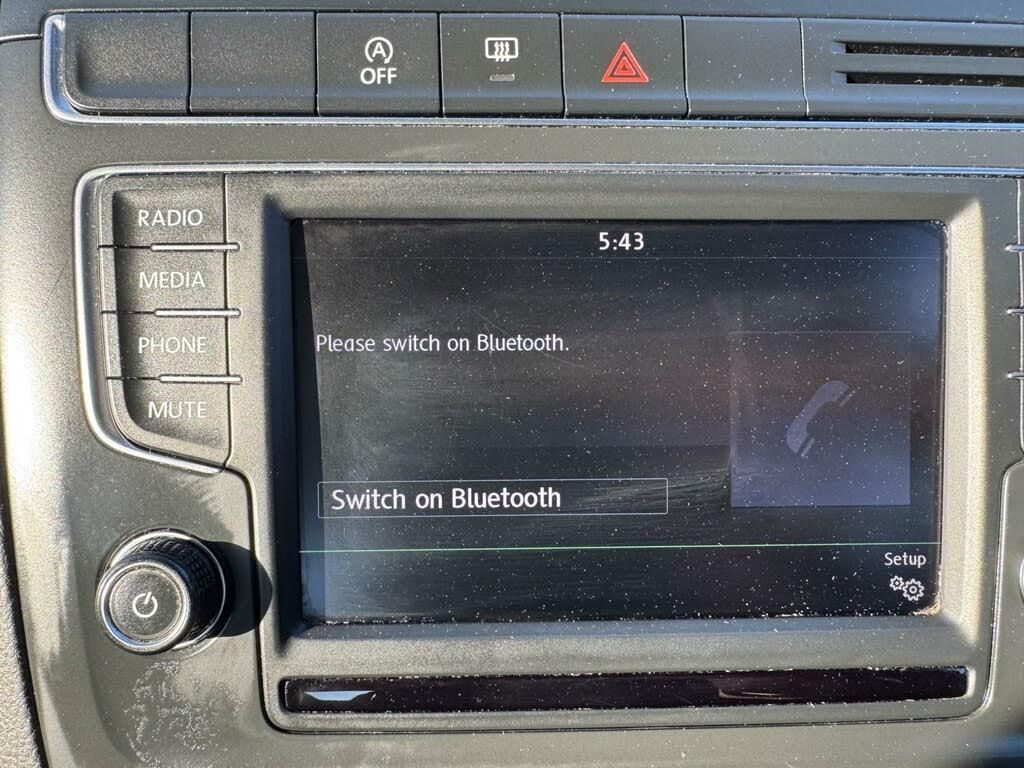 A
OFF
RADIO
MEDIA
PHONE
MUTE
5:43
Please switch on Bluetooth.
Switch on Bluetooth
Setup